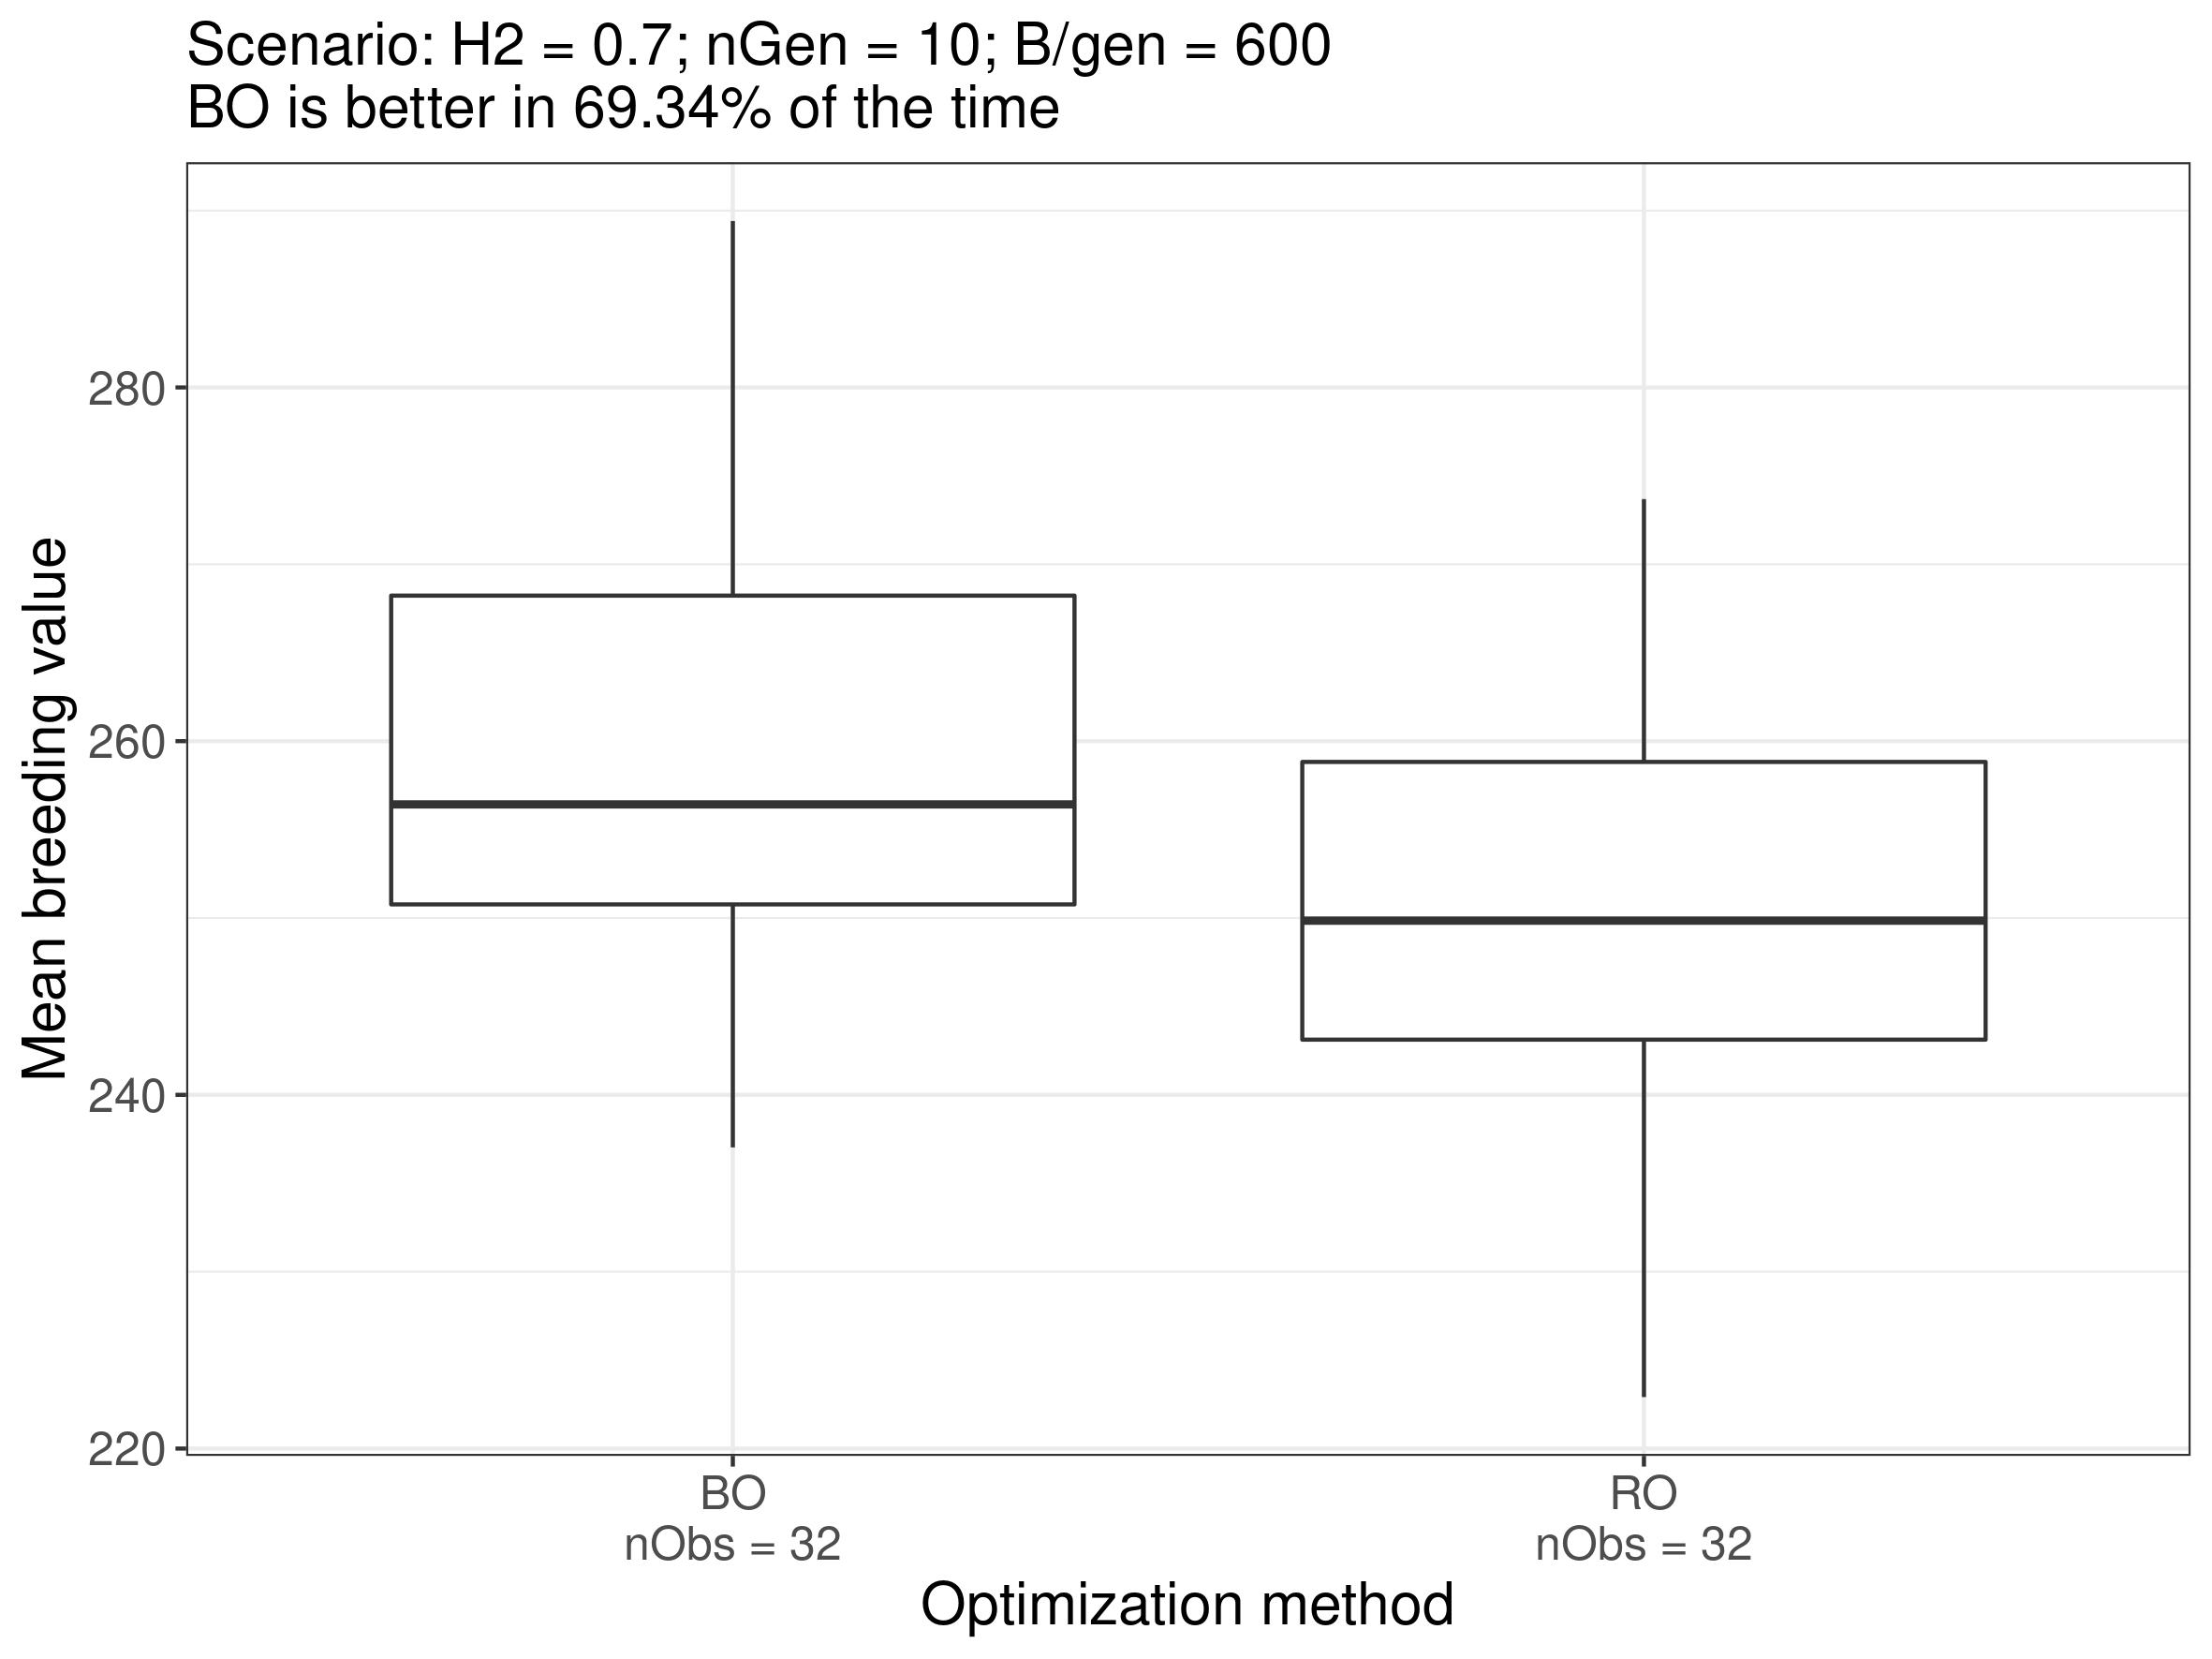 Scenario: H2 = 0.7; nGen = 10; B/gen = 600
BO is better in 69.34% of the time
Mean breeding value
280
260
240
220
BO
nObs = 32
RO
nObs = 32
Optimization method